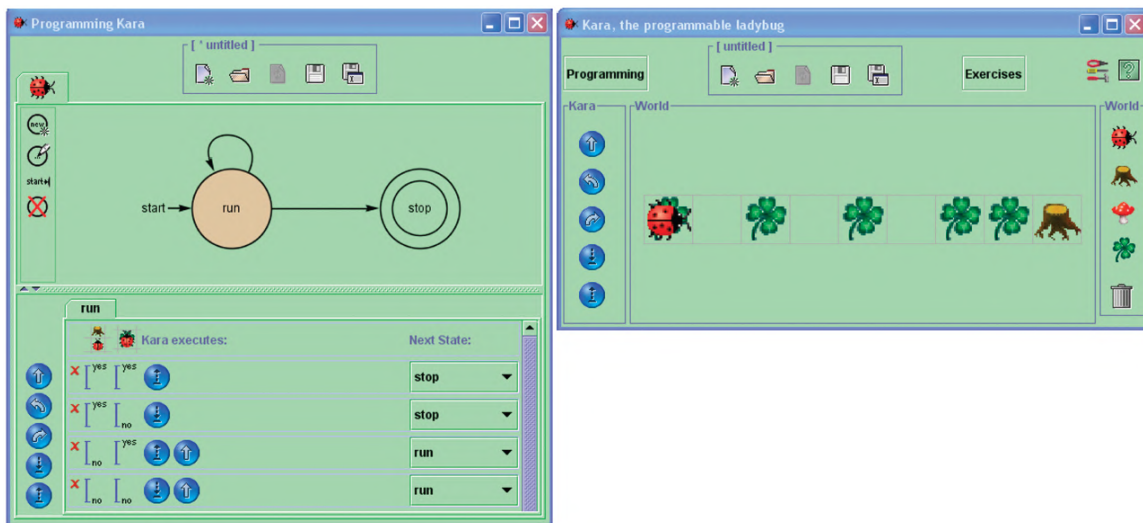 Programming Kara
[ * untitled ]
new
start
start
run
stop
run
Kara executes:
Next State:
yes yes
stop
yes no
stop
no yes
run
no no
run
Kara, the programmable ladybug
[ untitled ]
Programming
Exercises
Kara
World
World